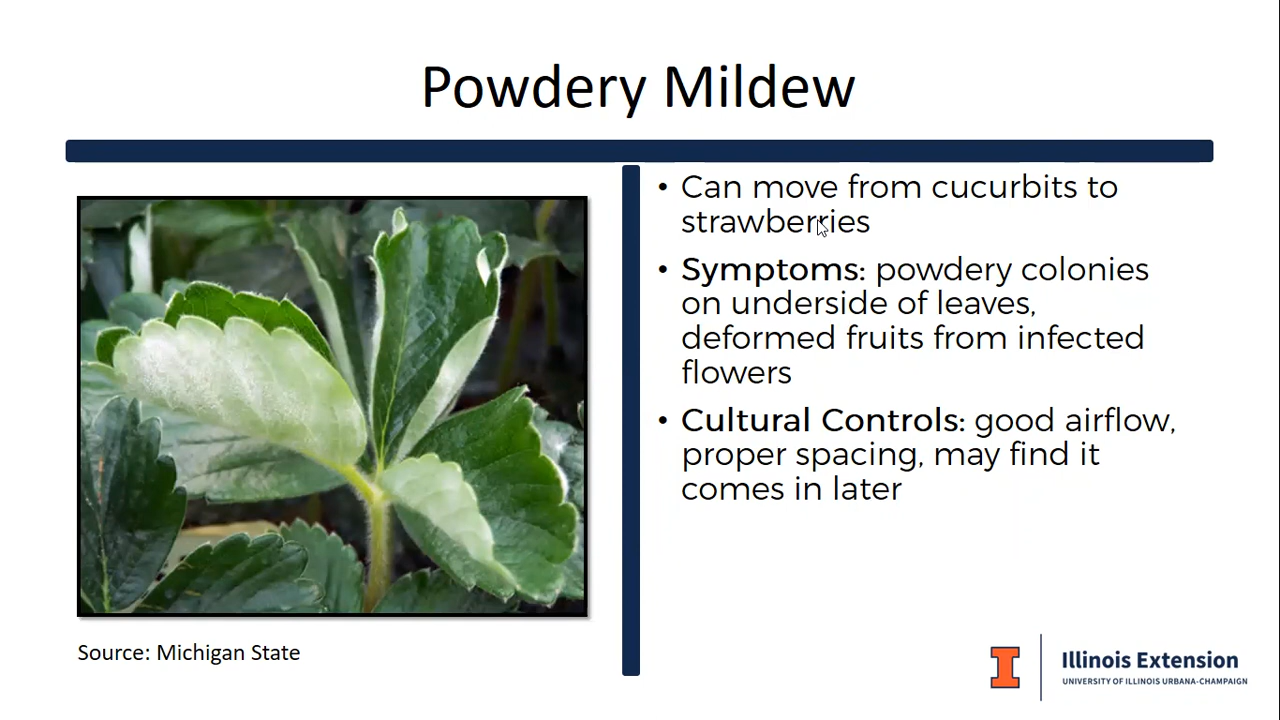 Powdery Mildew
• Can move from cucurbits to
strawberries
• Symptoms: powdery colonies
on underside of leaves,
deformed fruits from infected
flowers
• Cultural Controls: good airflow,
proper spacing, may find it
comes in later
Source: Michigan State
I
Illinois Extension
UNIVERSITY OF ILLINOIS URBANA-CHAMPAIGN